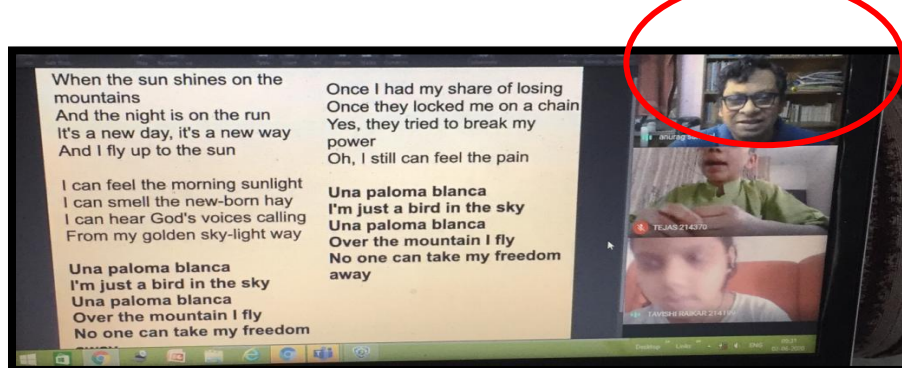 When the sun shines on the
mountains
And the night is on the run
It's a new day, it's a new way
And I fly up to the sun
I can feel the morning sunlight
I can smell the new-born hay
I can hear God's voices calling
From my golden sky-light way
Una paloma blanca
I'm just a bird in the sky
Una paloma blanca
Over the mountain I fly
No one can take my freedom
Once I had my share of losing
Once they locked me on a chain
Yes, they tried to break my
power
Oh, I still can feel the pain
Una paloma blanca
I'm just a bird in the sky
Una paloma blanca
Over the mountain I fly
No one can take my freedom
away
anurag
TEJAS 214370
TAVISHI RAIKAR
Desktop
Links
ENG
09:31